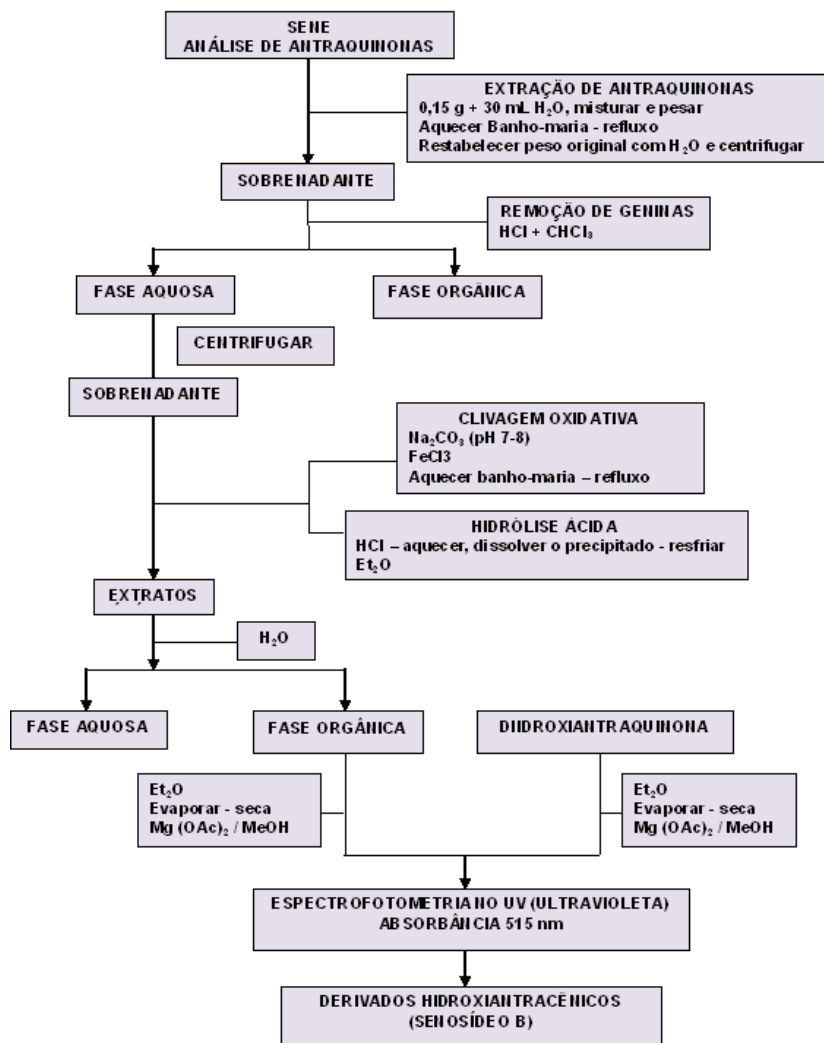 SENE
ANÁLISE DE ANTRAQUINONAS
EXTRAÇÃO DE ANTRAQUINONAS
0,15 g + 30 mL H₂O, misturar e pesar
Aquecer Banho-maria - refluxo
Restabelecer peso original com H₂O e centrifugar
SOBRENADANTE
REMOÇÃO DE GENINAS
HCl + CHCl₃
FASE AQUOSA
FASE ORGÂNICA
CENTRIFUGAR
SOBRENADANTE
CLIVAGEM OXIDATIVA
Na₂CO₃ (pH 7-8)
FeCl3
Aquecer banho-maria – refluxo
HIDRÓLISE ÁCIDA
HCl – aquecer, dissolver o precipitado - resfriar
Et₂O
EXTRATOS
H₂O
FASE AQUOSA
FASE ORGÂNICA
DIIDROXIANTRAQUINONA
Et₂O
Evaporar - seca
Mg (OAc)₂ / MeOH
Et₂O
Evaporar - seca
Mg (OAc)₂ / MeOH
ESPECTROFOTOMETRIA NO UV (ULTRAVIOLETA)
ABSORBÂNCIA 515 nm
DERIVADOS HIDROXIANTRACÊNICOS
(SENOSÍDEO B)